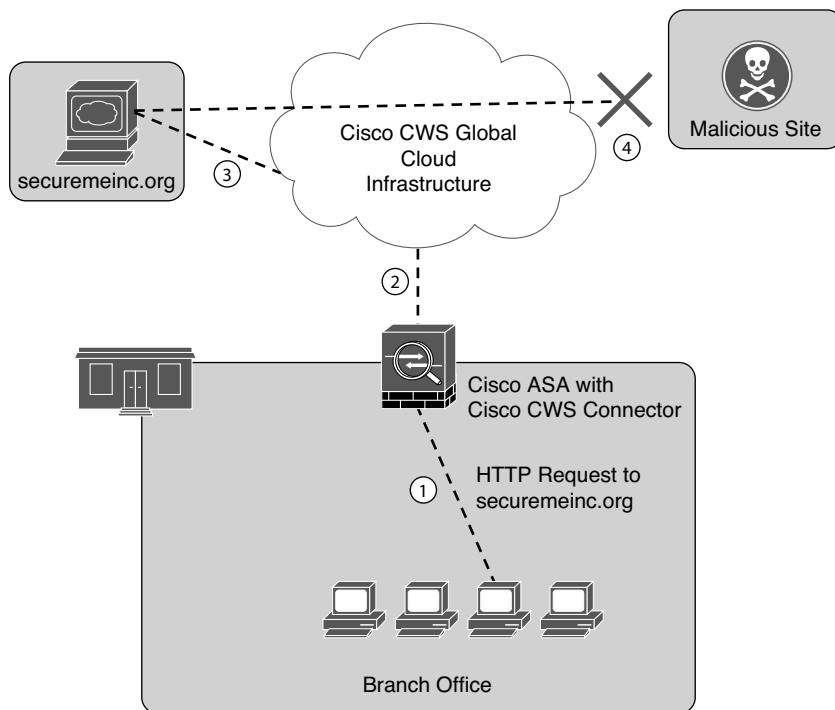 Malicious Site
securemeinc.org
Cisco CWS Global
Cloud
Infrastructure
4
3
2
Cisco ASA with
Cisco CWS Connector
1
HTTP Request to
securemeinc.org
Branch Office